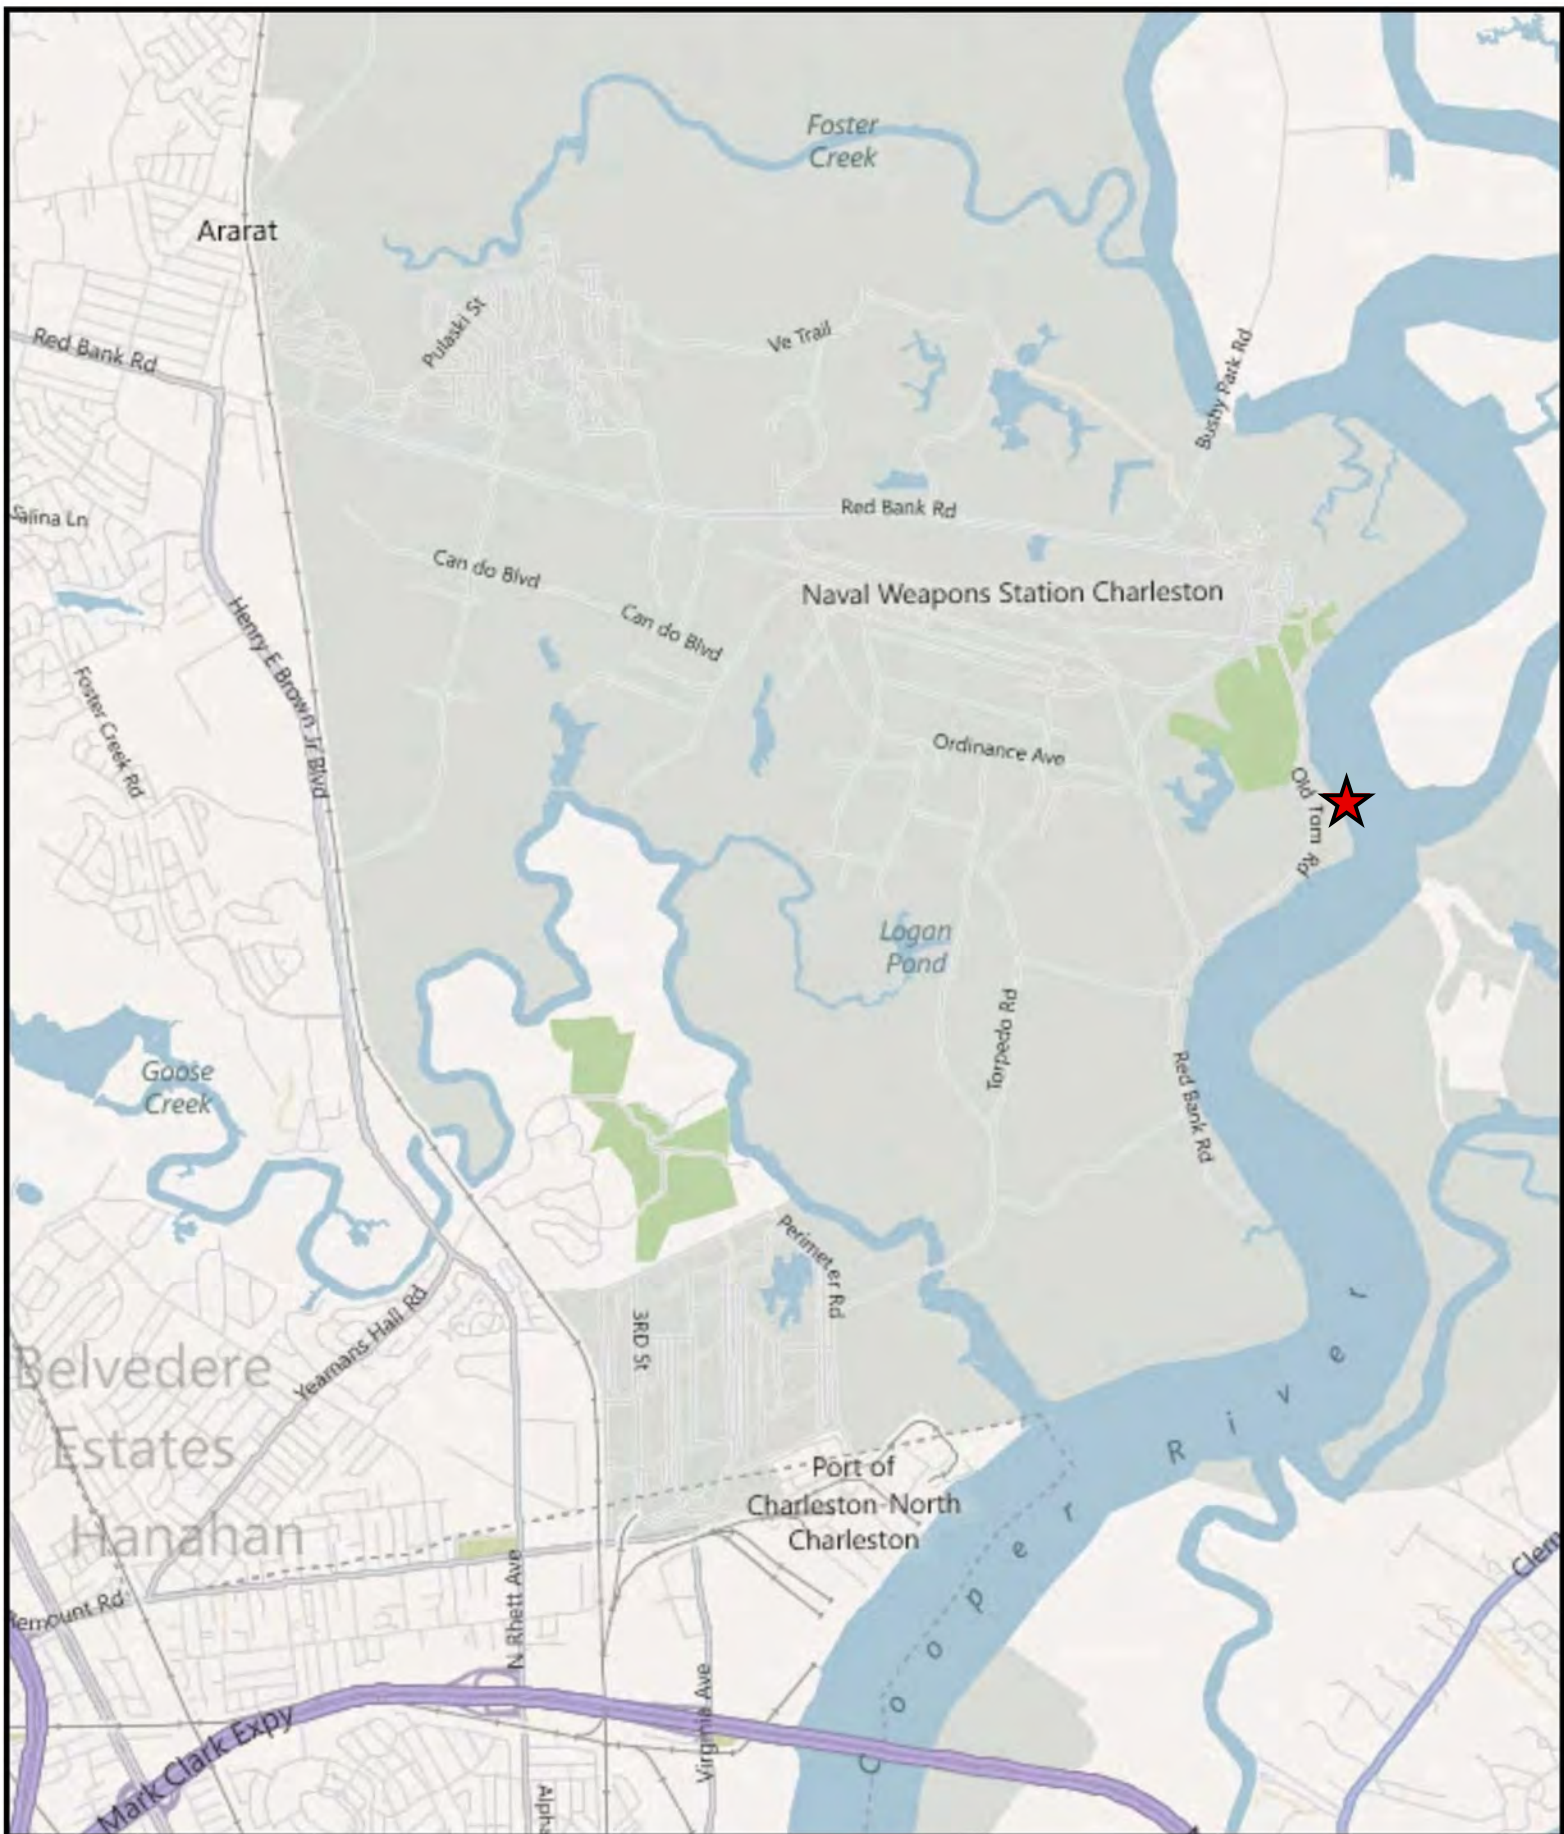 Foster
Creek
Ararat
Pulaski St
Ve Trail
Red Bank Rd
Bushy Park Rd
Red Bank Rd
Salina Ln
Can do Blvd
Naval Weapons Station Charleston
Can do Blvd
Henry E Brown Jr Blvd
Foster Creek Rd
Ordinance Ave
Old Tom Rd
Logan
Pond
Torpedo Rd
Goose
Creek
Red Bank Rd
Perimeter Rd
3RD St
Yeamans Hall Rd
Belvedere
Estates
Cooper River
Port of
Charleston-North
Charleston
Hanahan
Clem
N Rhett Ave
Virginia Ave
Mark Clark Expy
Alpha